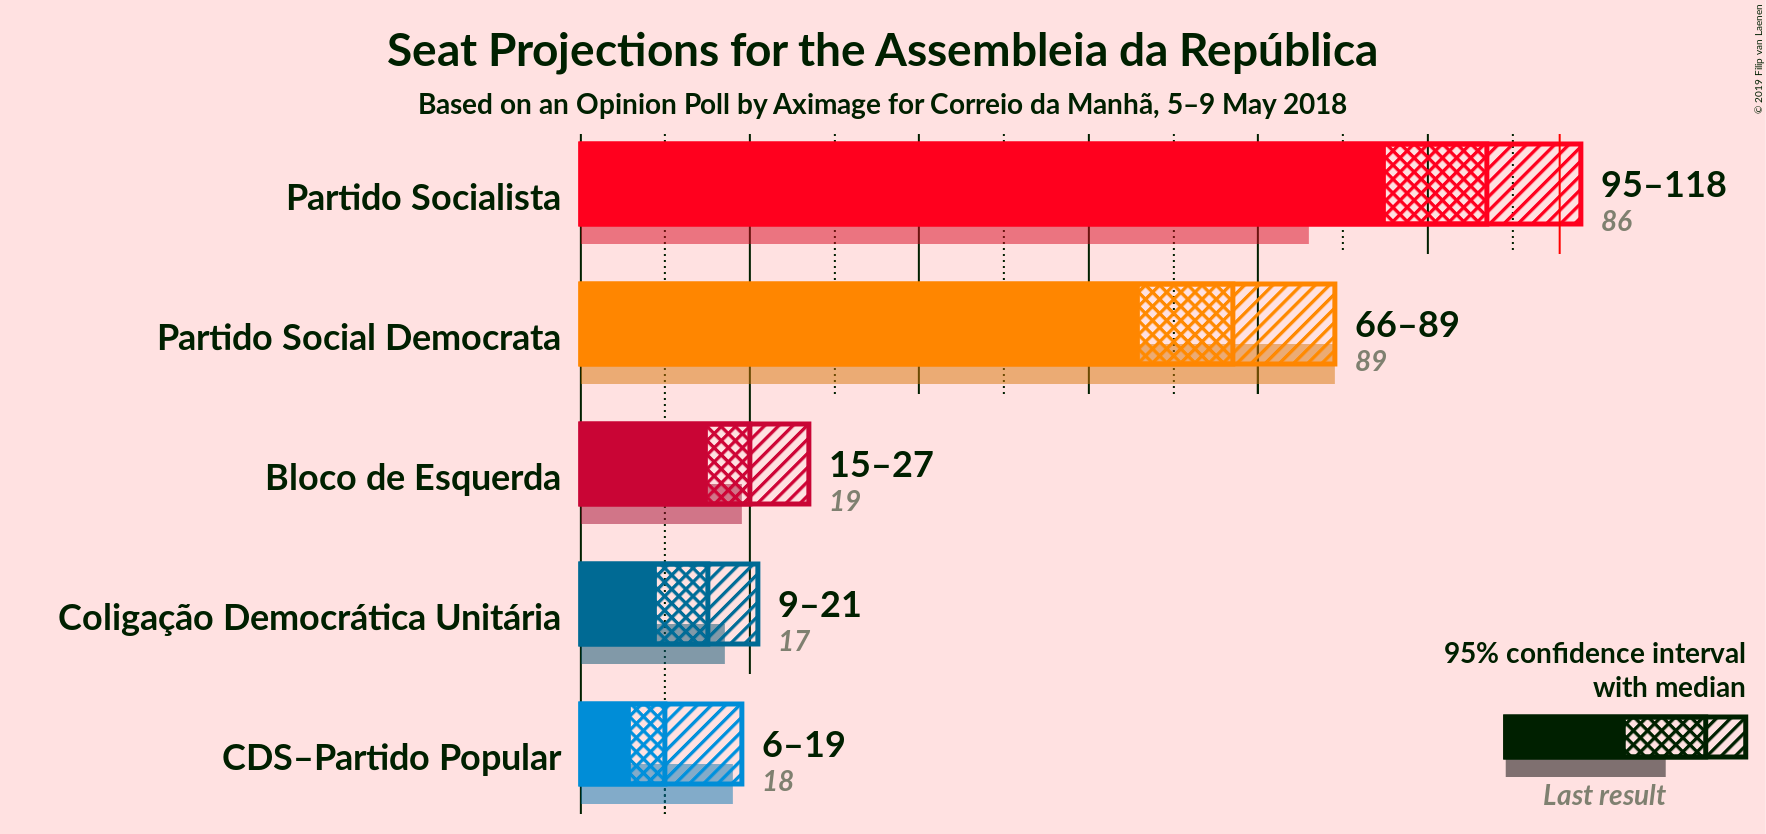 Seat Projections for the Assembleia da República
Based on an Opinion Poll by Aximage for Correio da Manhã, 5–9 May 2018
© 2019 Filip van Laenen
Partido Socialista
95–118
86
Partido Social Democrata
66–89
89
Bloco de Esquerda
15–27
19
Coligação Democrática Unitária
9–21
17
CDS–Partido Popular
6–19
18
95% confidence interval
with median
Last result